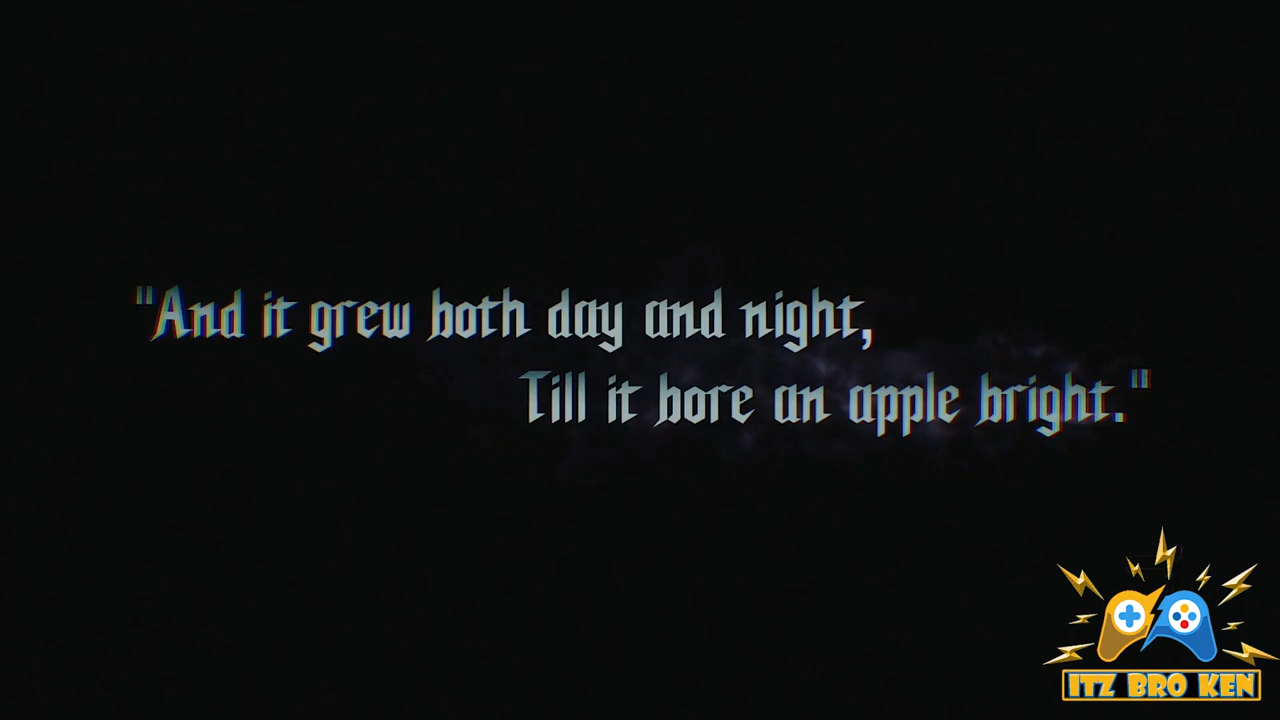 "And it grew both day and night,
Till it bore an apple bright."
ITZ BRO KEN